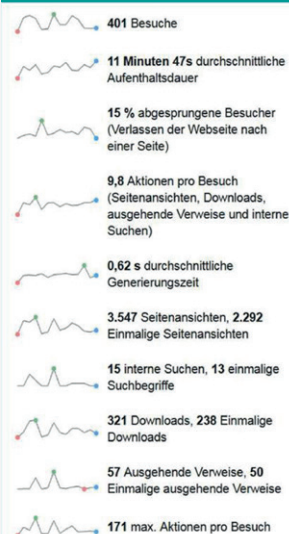 401 Besuche
11 Minuten 47s durchschnittliche
Aufenthaltsdauer
15 % abgesprungene Besucher
(Verlassen der Webseite nach
einer Seite)
9,8 Aktionen pro Besuch
(Seitenansichten, Downloads,
ausgehende Verweise und interne
Suchen)
0,62 s durchschnittliche
Generierungszeit
3.547 Seitenansichten, 2.292
Einmalige Seitenansichten
15 interne Suchen, 13 einmalige
Suchbegriffe
321 Downloads, 238 Einmalige
Downloads
57 Ausgehende Verweise, 50
Einmalige ausgehende Verweise
171 max. Aktionen pro Besuch